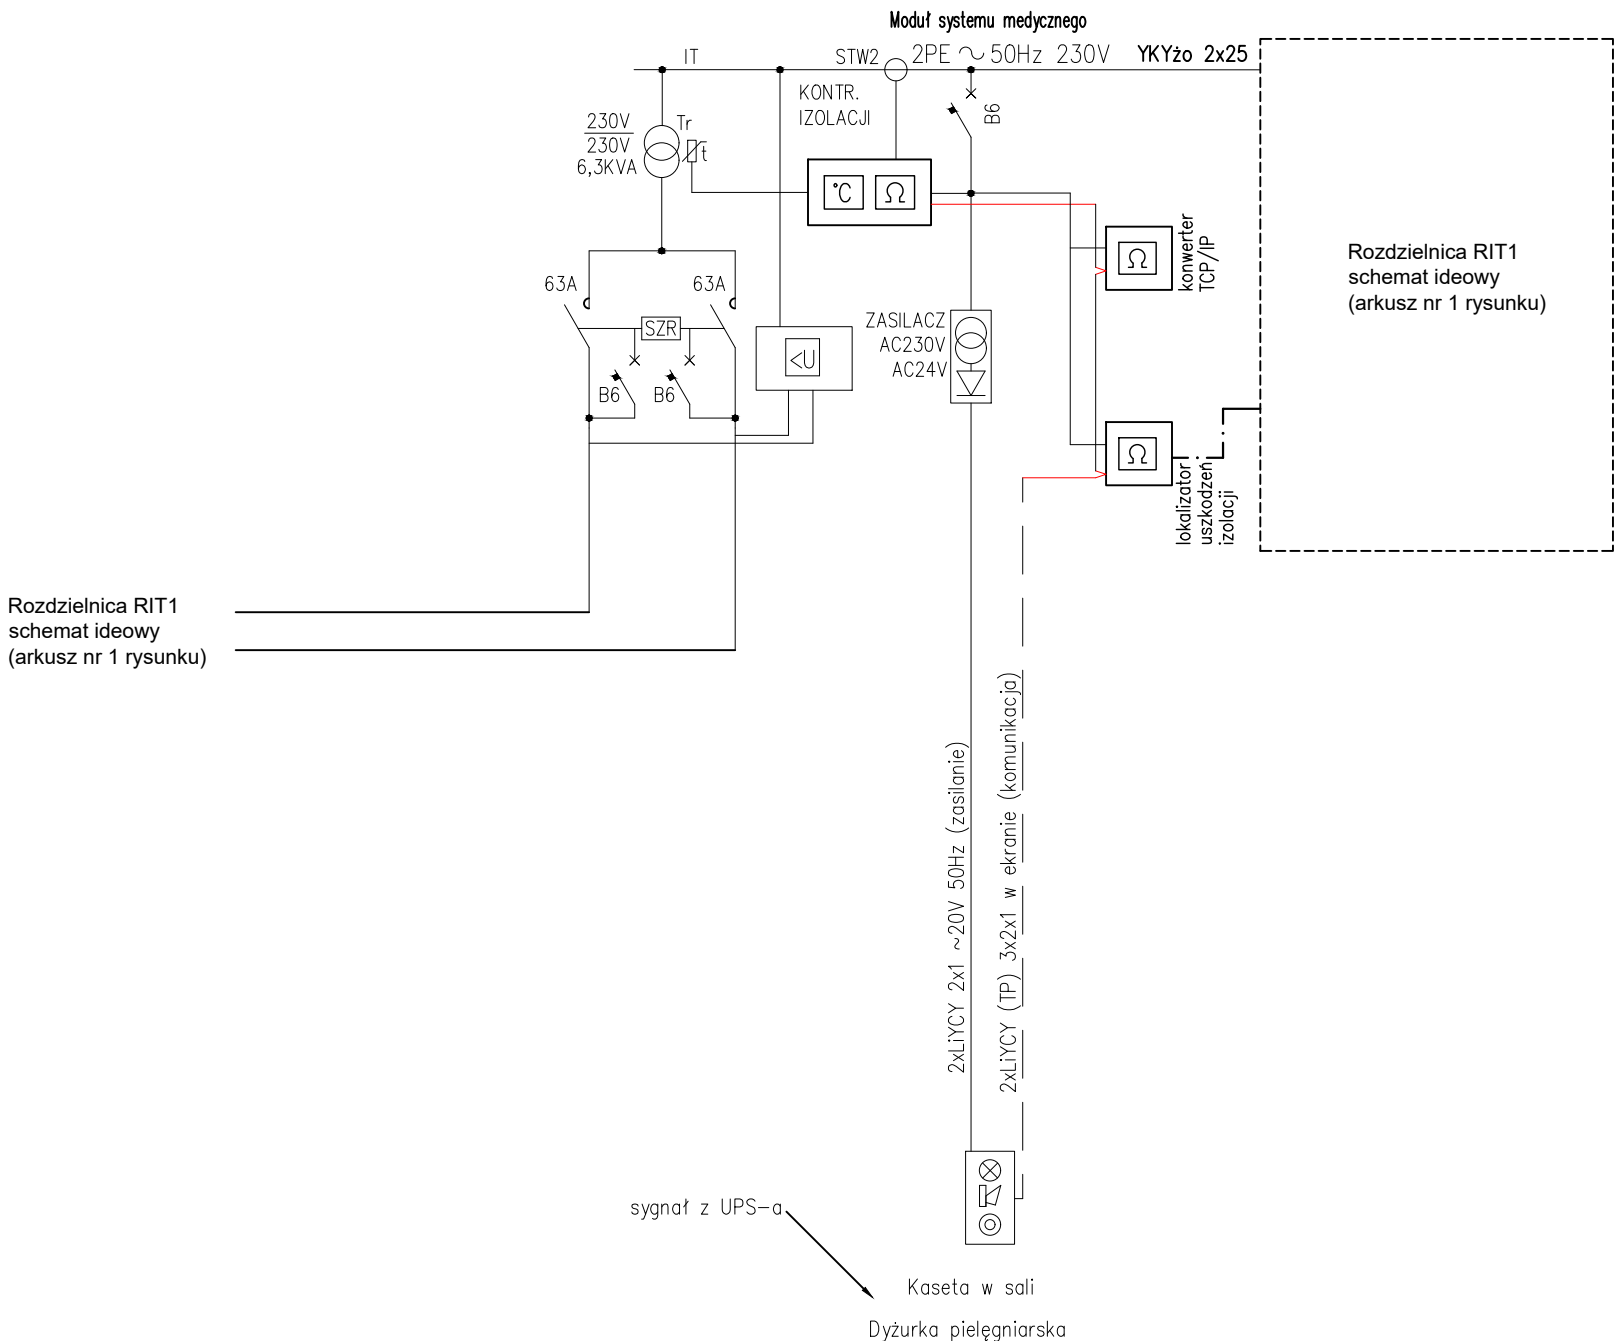 Moduł systemu medycznego
IT
STW2
2PE ~ 50Hz 230V
YKYżo 2x25
KONTR.
IZOLACJI
B6
230V
230V
6,3KVA
Tr
t
°C
Ω
konwerter
TCP/IP
Ω
Rozdzielnica RIT1
schemat ideowy
(arkusz nr 1 rysunku)
63A
63A
SZR
B6
B6
<U
ZASILACZ
AC230V
AC24V
Ω
lokalizator
uszkodzeń
izolacji
Rozdzielnica RIT1
schemat ideowy
(arkusz nr 1 rysunku)
2xLiYCY 2x1 ~20V 50Hz (zasilanie)
2xLiYCY (TP) 3x2x1 w ekranie (komunikacja)
sygnał z UPS-a
Kaseta w sali
Dyżurka pielęgniarska